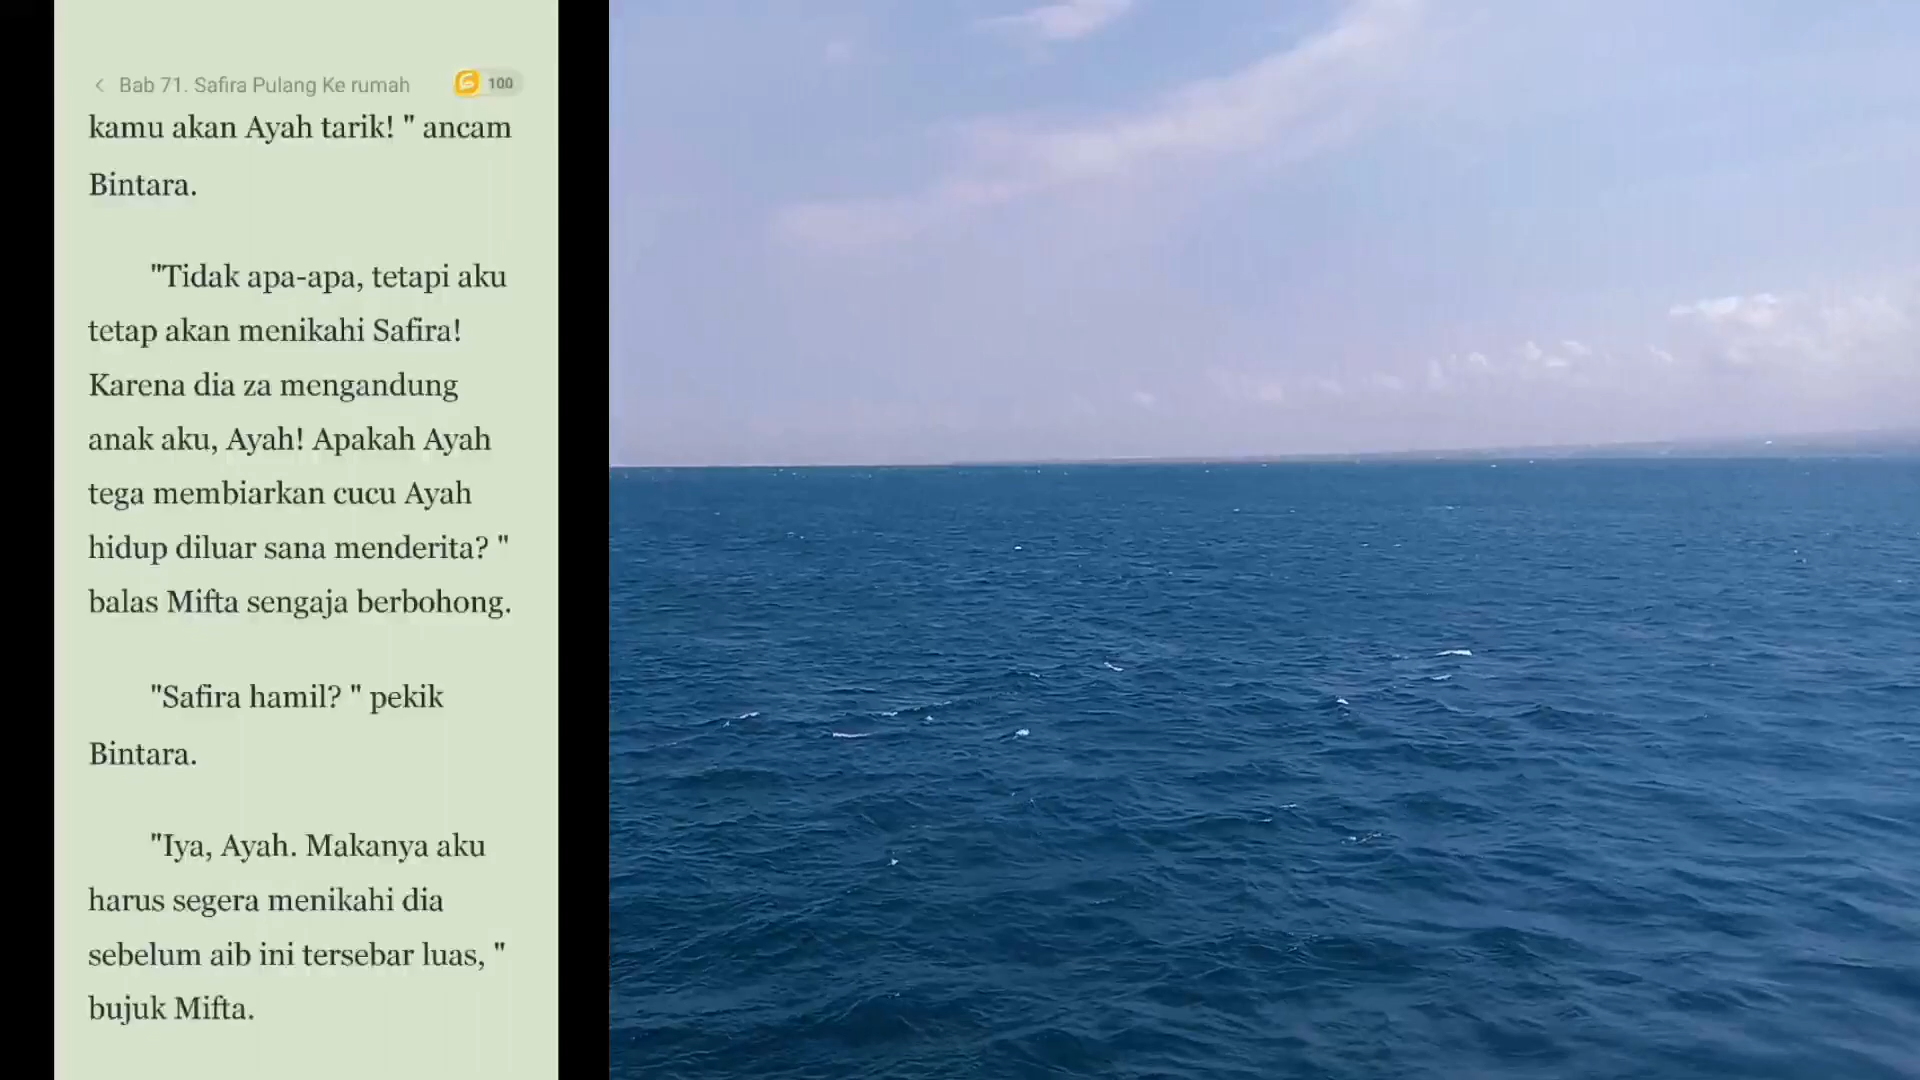 Bab 71. Safira Pulang Ke rumah
100
kamu akan Ayah tarik! " ancam
Bintara.
"Tidak apa-apa, tetapi aku
tetap akan menikahi Safira!
Karena dia za mengandung
anak aku, Ayah! Apakah Ayah
tega membiarkan cucu Ayah
hidup diluar sana menderita? "
balas Mifta sengaja berbohong.
"Safira hamil? " pekik
Bintara.
"Iya, Ayah. Makanya aku
harus segera menikahi dia
sebelum aib ini tersebar luas, "
bujuk Mifta.